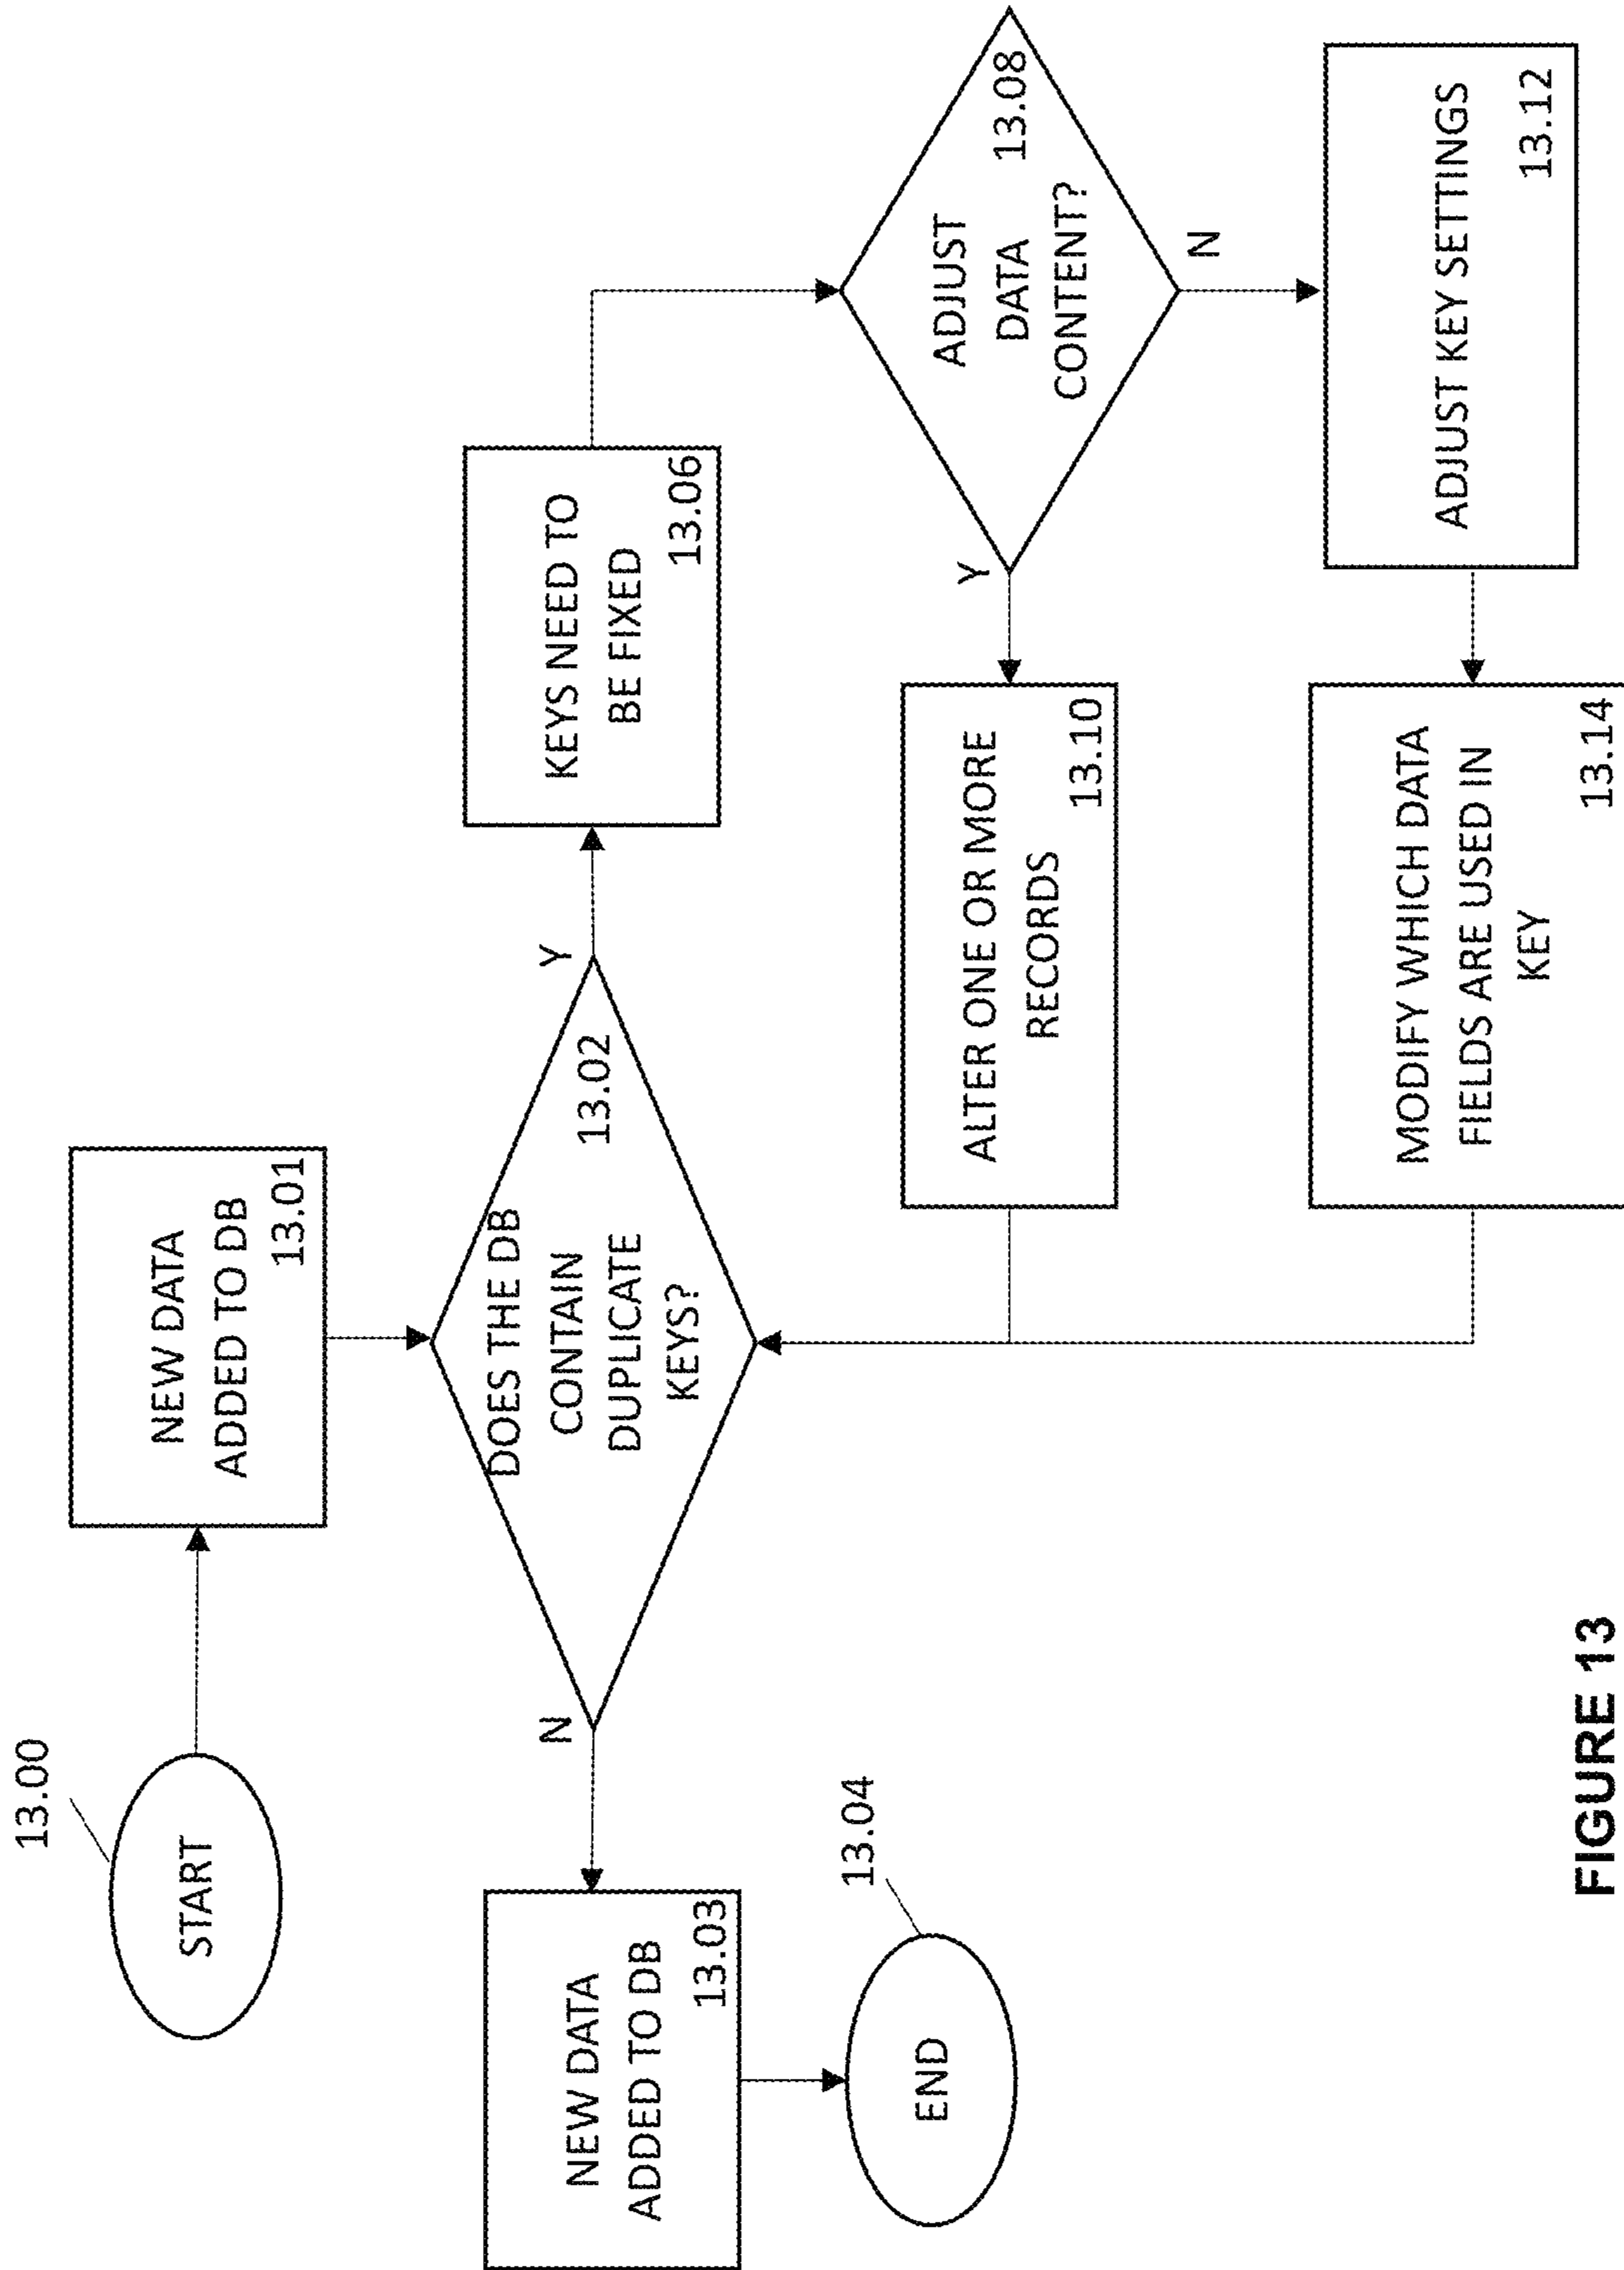 13.00
START
NEW DATA
ADDED TO DB
13.01
DOES THE DB
CONTAIN
DUPLICATE
KEYS?
13.02
N
Y
NEW DATA
ADDED TO DB
13.03
13.04
END
KEYS NEED TO
BE FIXED
13.06
ADJUST
DATA
CONTENT?
13.08
Y
N
ALTER ONE OR MORE
RECORDS
13.10
ADJUST KEY SETTINGS
13.12
MODIFY WHICH DATA
FIELDS ARE USED IN
KEY
13.14
FIGURE 13